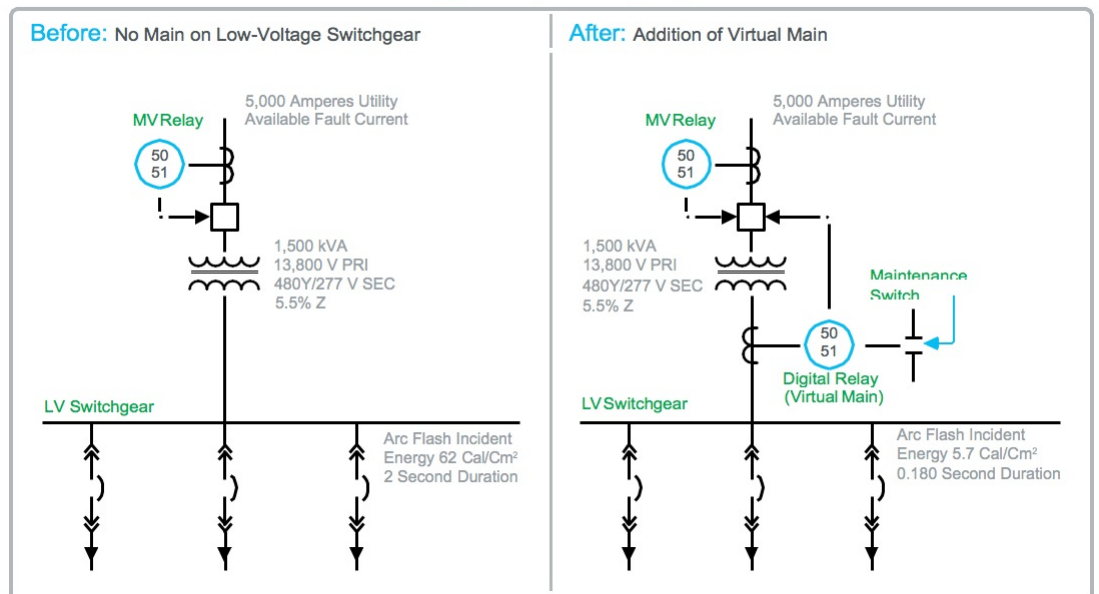 Before: No Main on Low-Voltage Switchgear
5,000 Amperes Utility
Available Fault Current
MV Relay
50
51
1,500 kVA
13,800 V PRI
480Y/277 V SEC
5.5% Z
LV Switchgear
Arc Flash Incident
Energy 62 Cal/Cm²
2 Second Duration
After: Addition of Virtual Main
5,000 Amperes Utility
Available Fault Current
MV Relay
50
51
1,500 kVA
13,800 V PRI
480Y/277 V SEC
5.5% Z
Maintenance
Switch
50
51
Digital Relay
(Virtual Main)
LV Switchgear
Arc Flash Incident
Energy 5.7 Cal/Cm²
0.180 Second Duration